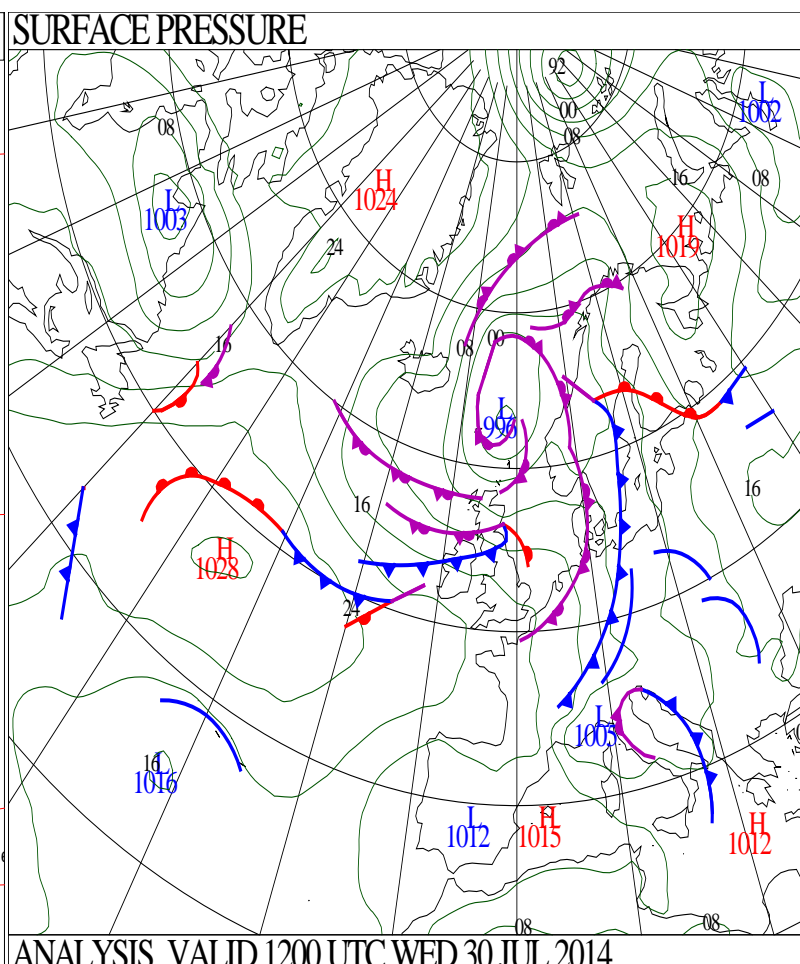 SURFACE PRESSURE
92
L
1002
00
08
08
16
08
H
1024
L
1003
H
1019
24
16
00
08
L
996
16
16
H
1028
24
L
1005
16
L
1016
L
1012
H
1015
H
1012
08
08
ANALYSIS VALID 1200 UTC WED 30 JUL 2014